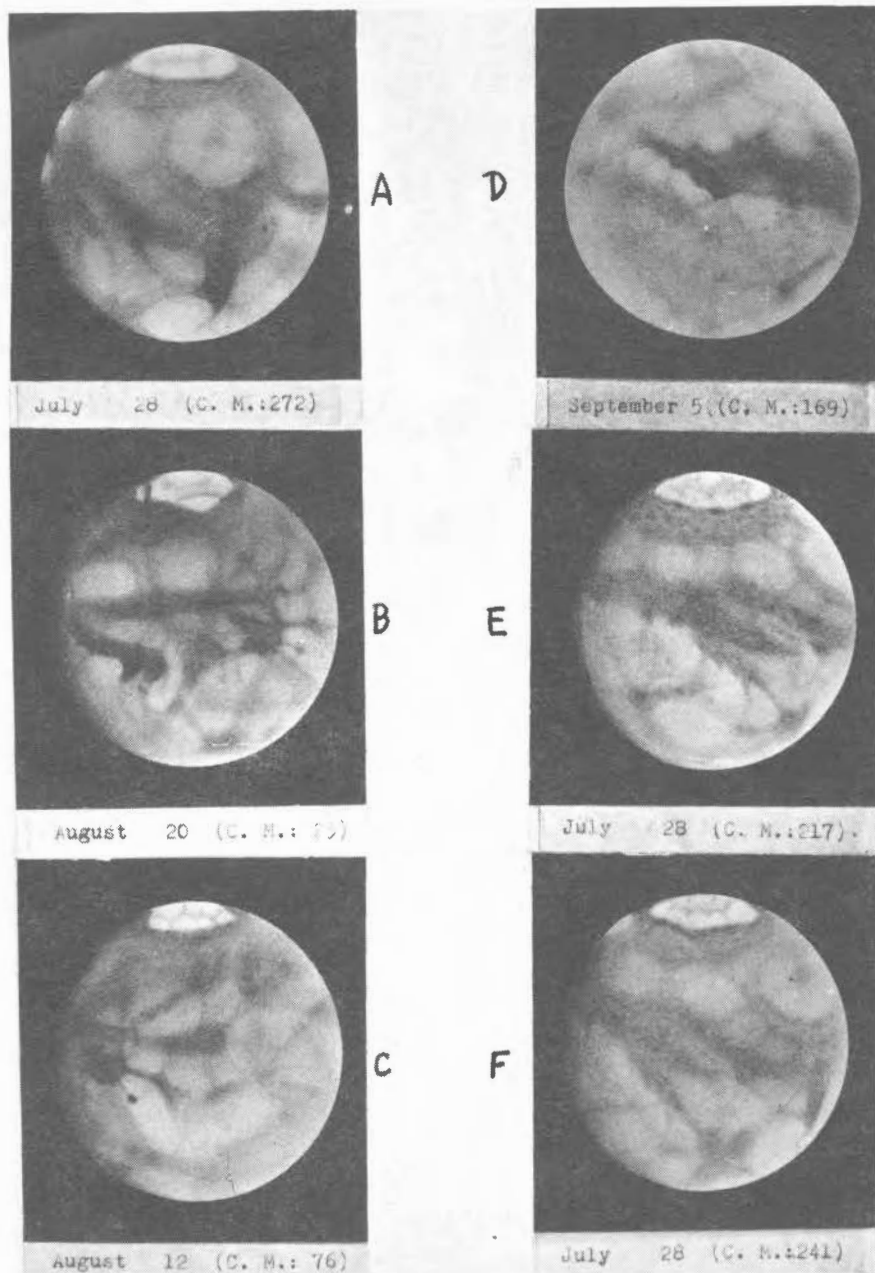 A
D
July 28 (C. M.:272)
September 5.(C. M.:169)
B
E
August 20 (C. M.:
July 28 (C. M.:217).
C
F
August 12 (C. M.: 76)
July 28 (C. M.:241)